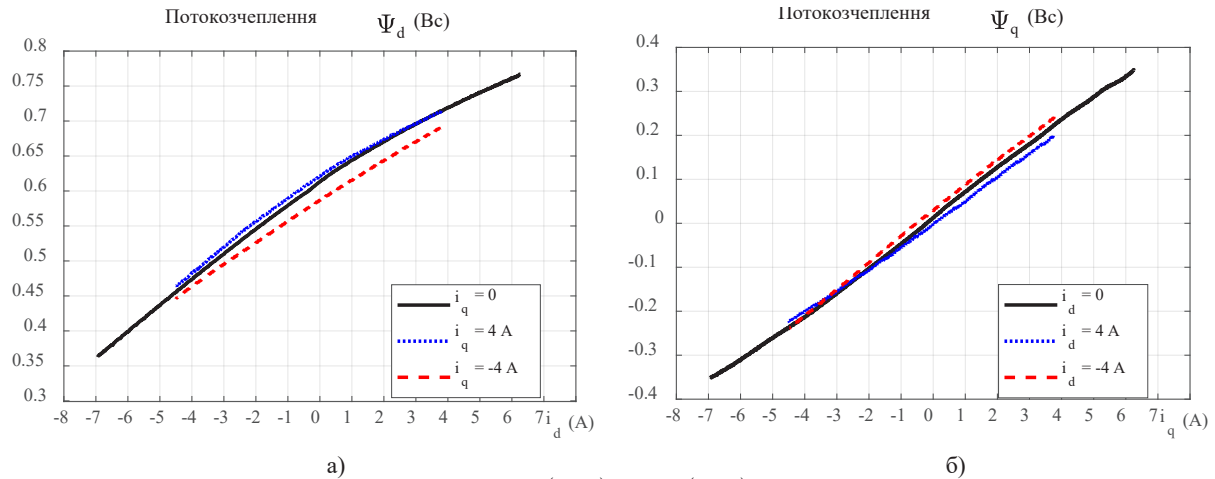 Потокозчеплення Ψd (Вс)
0.8
0.75
0.7
0.65
0.6
0.55
0.5
0.45
0.4
0.35
0.3
-8 -7 -6 -5 -4 -3 -2 -1 0 1 2 3 4 5 6 7 id (A)
iq = 0
iq = 4 A
iq = -4 A
а)
Потокозчеплення Ψq (Вс)
0.4
0.3
0.2
0.1
0
-0.1
-0.2
-0.3
-0.4
-8 -7 -6 -5 -4 -3 -2 -1 0 1 2 3 4 5 6 7 iq (A)
id = 0
id = 4 A
id = -4 A
б)